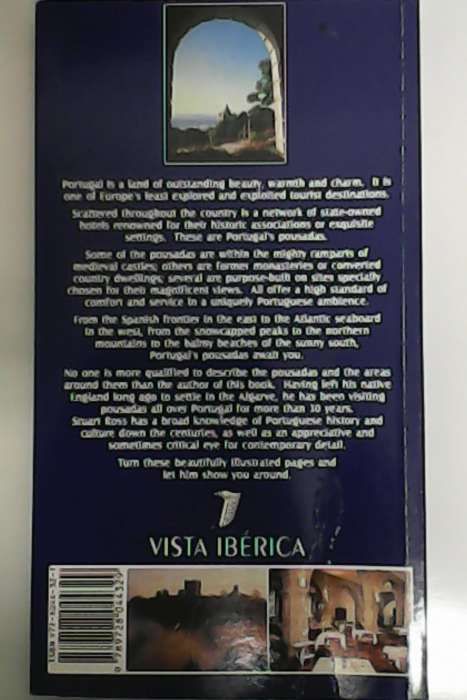 Portugal is a land of outstanding beauty, warmth and charm. It is
one of Europe's least explored and exploited tourist destinations.
Scattered throughout the country is a network of state-owned
hotels renowned for their historic associations or exquisite
settings. These are Portugal's pousadas.
Some of the pousadas are within the mighty ramparts of
medieval castles; others are former monasteries or converted
country dwellings; several are purpose-built on sites specially
chosen for their magnificent views. All offer a high standard of
comfort and service in a uniquely Portuguese ambience.
From the Spanish frontier in the east to the Atlantic seaboard
in the west, from the snowcapped peaks to the northern
mountains to the balmy beaches of the sunny south,
Portugal's pousadas await you.
No one is more qualified to describe the pousadas and the areas
around them than the author of this book. Having left his native
England long ago to settle in the Algarve, he has been visiting
pousadas all over Portugal for more than 30 years.
Stuart Ross has a broad knowledge of Portuguese history and
culture down the centuries, as well as an appreciative and
sometimes critical eye for contemporary detail.
Turn these beautifully illustrated pages and
let him show you around.
VISTA IBÉRICA
ISBN
9 789728 044329